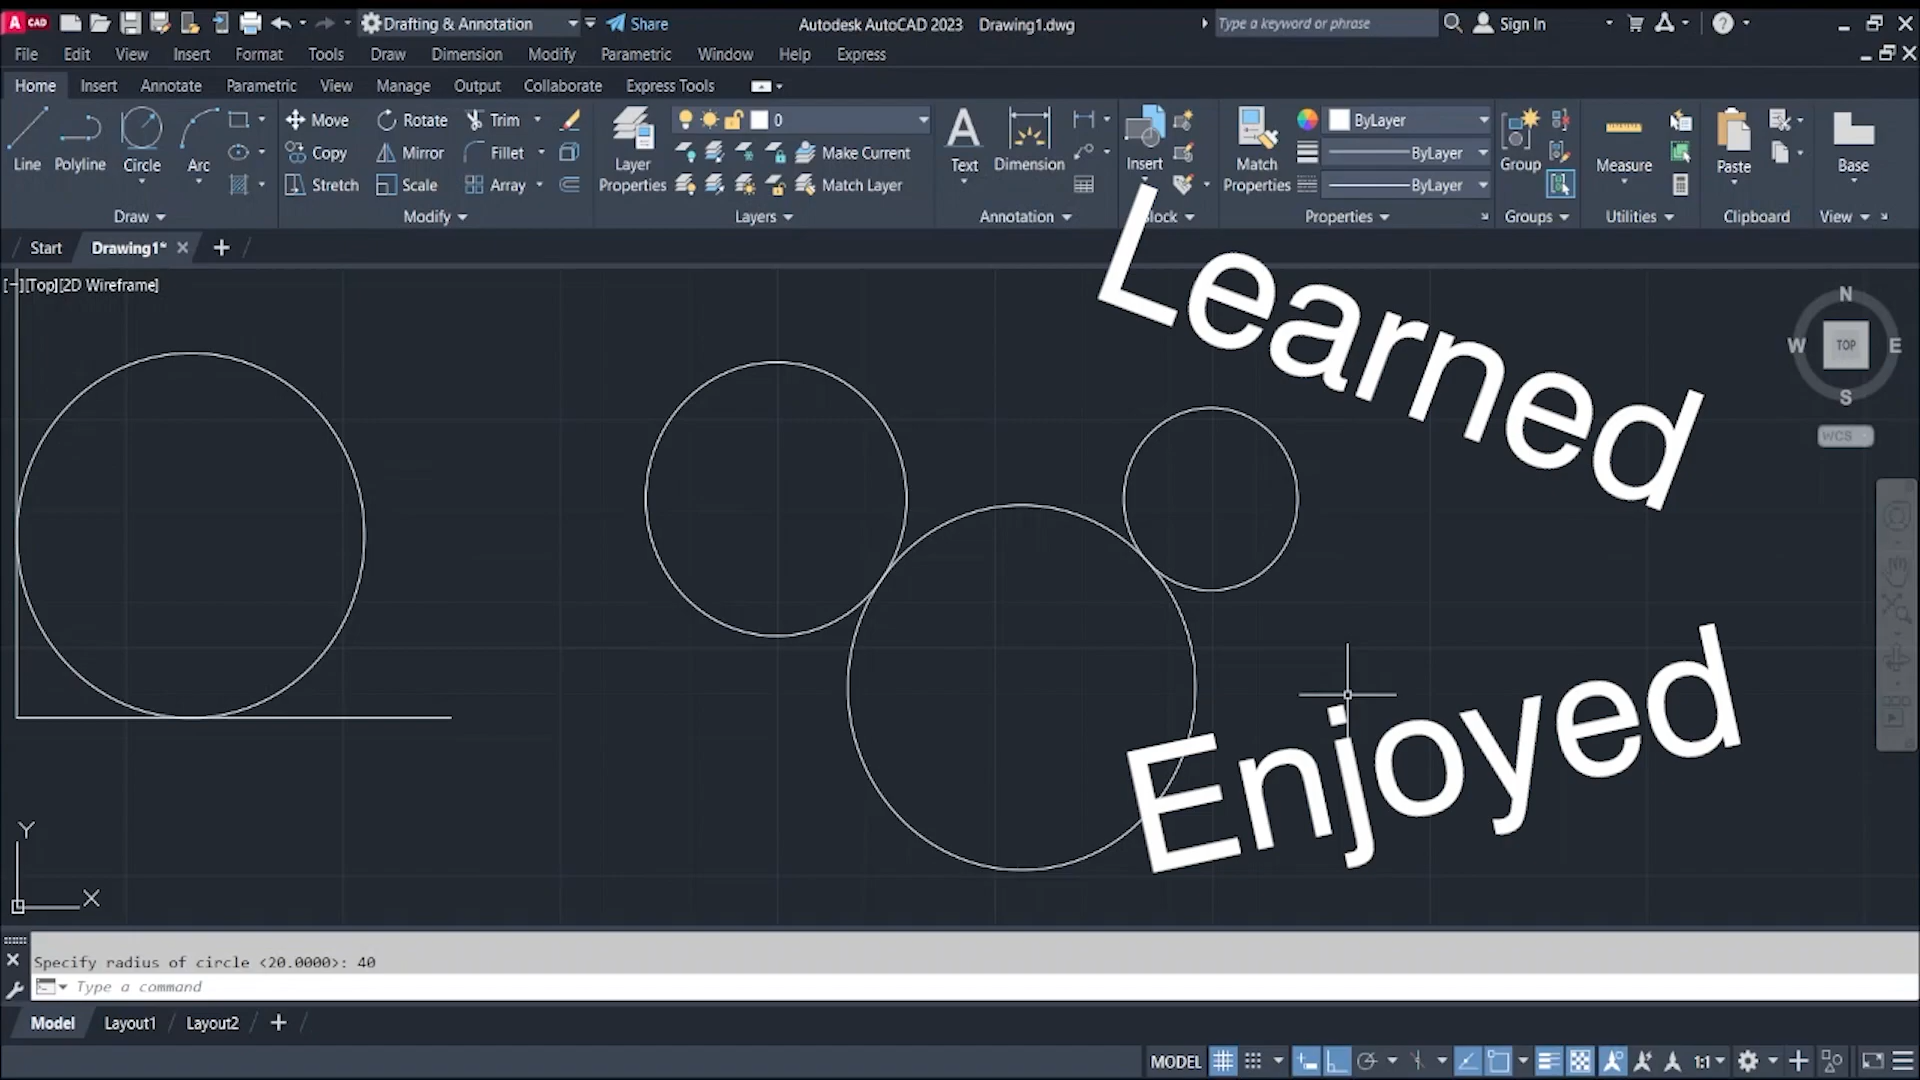 A CAD Drafting & Annotation Share Autodesk AutoCAD 2023 Drawing1.dwg Type a keyword or phrase Sign In ?
File Edit View Insert Format Tools Draw Dimension Modify Parametric Window Help Express
Home Insert Annotate Parametric View Manage Output Collaborate Express Tools
Move Rotate Trim 0 A ByLayer
Copy Mirror Fillet Make Current ByLayer
Line Polyline Circle Arc Layer Text Dimension Insert Match Group Measure Paste Base
Stretch Scale Array Properties Match Layer Properties ByLayer
Draw Modify Layers Annotation Block Properties Groups Utilities Clipboard View
Start Drawing1* +
[−][Top][2D Wireframe]
Learned
N
W TOP E
S
WCS
Enjoyed
Y
X
Specify radius of circle <20.0000>: 40
Type a command
Model Layout1 Layout2 +
MODEL 1:1